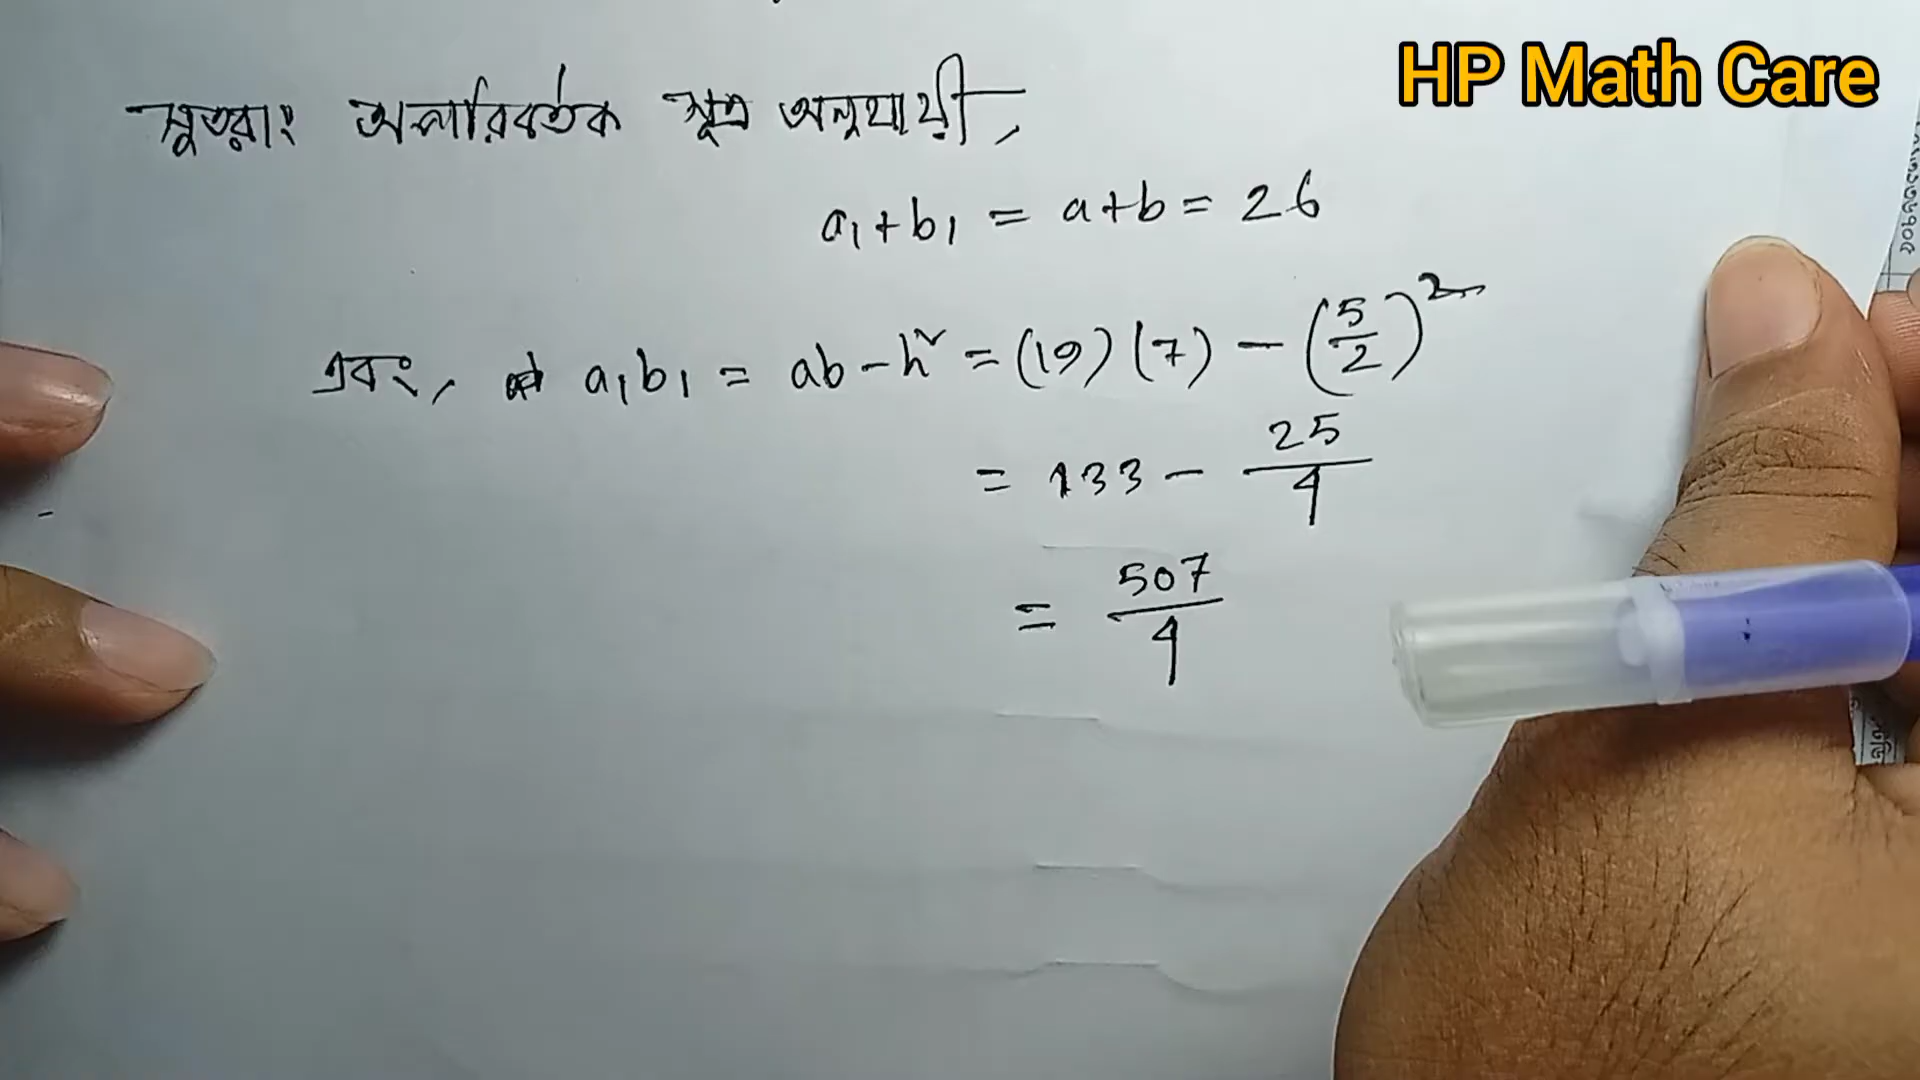 HP Math Care
সুতরাং অপরিবর্তক সূত্র অনুযায়ী,
a₁+b₁ = a+b = 26
এবং, a₁b₁ = ab - h² = (19) (7) - (5/2)²
= 133 - 25/4
= 507/4